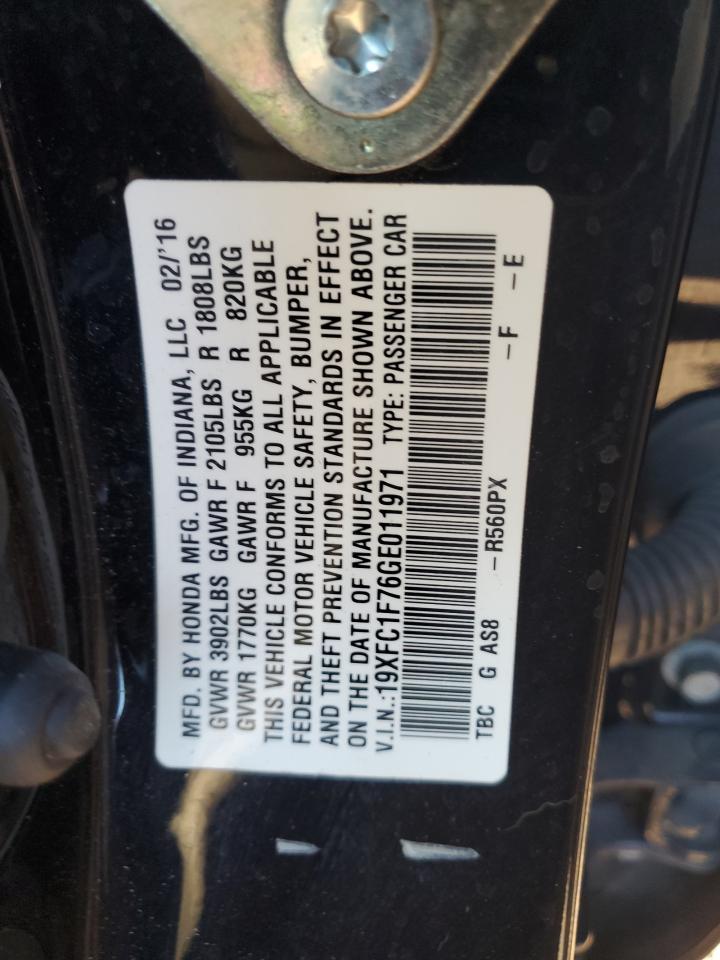 MFD. BY HONDA MFG. OF INDIANA, LLC 02/'16
GVWR 3902LBS GAWR F 2105LBS R 1808LBS
GVWR 1770KG GAWR F 955KG R 820KG
THIS VEHICLE CONFORMS TO ALL APPLICABLE
FEDERAL MOTOR VEHICLE SAFETY, BUMPER,
AND THEFT PREVENTION STANDARDS IN EFFECT
ON THE DATE OF MANUFACTURE SHOWN ABOVE.
V.I.N.:19XFC1F76GE011971 TYPE: PASSENGER CAR
TBC G AS8 -R560PX -F -E